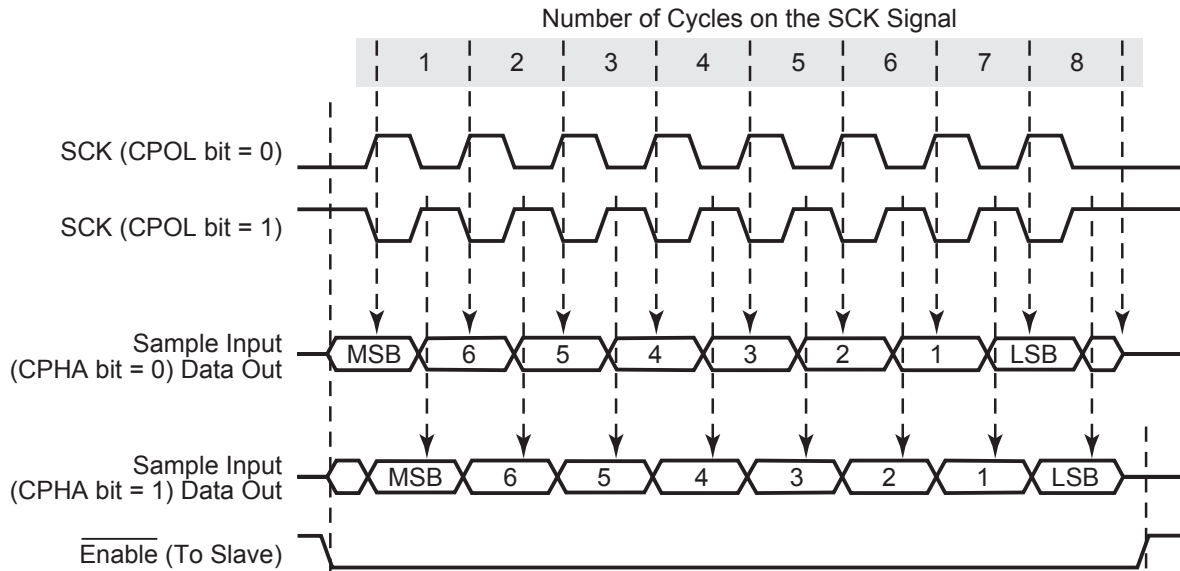 Number of Cycles on the SCK Signal
1 2 3 4 5 6 7 8
SCK (CPOL bit = 0)
SCK (CPOL bit = 1)
Sample Input
(CPHA bit = 0) Data Out
MSB 6 5 4 3 2 1 LSB
Sample Input
(CPHA bit = 1) Data Out
MSB 6 5 4 3 2 1 LSB
Enable (To Slave)